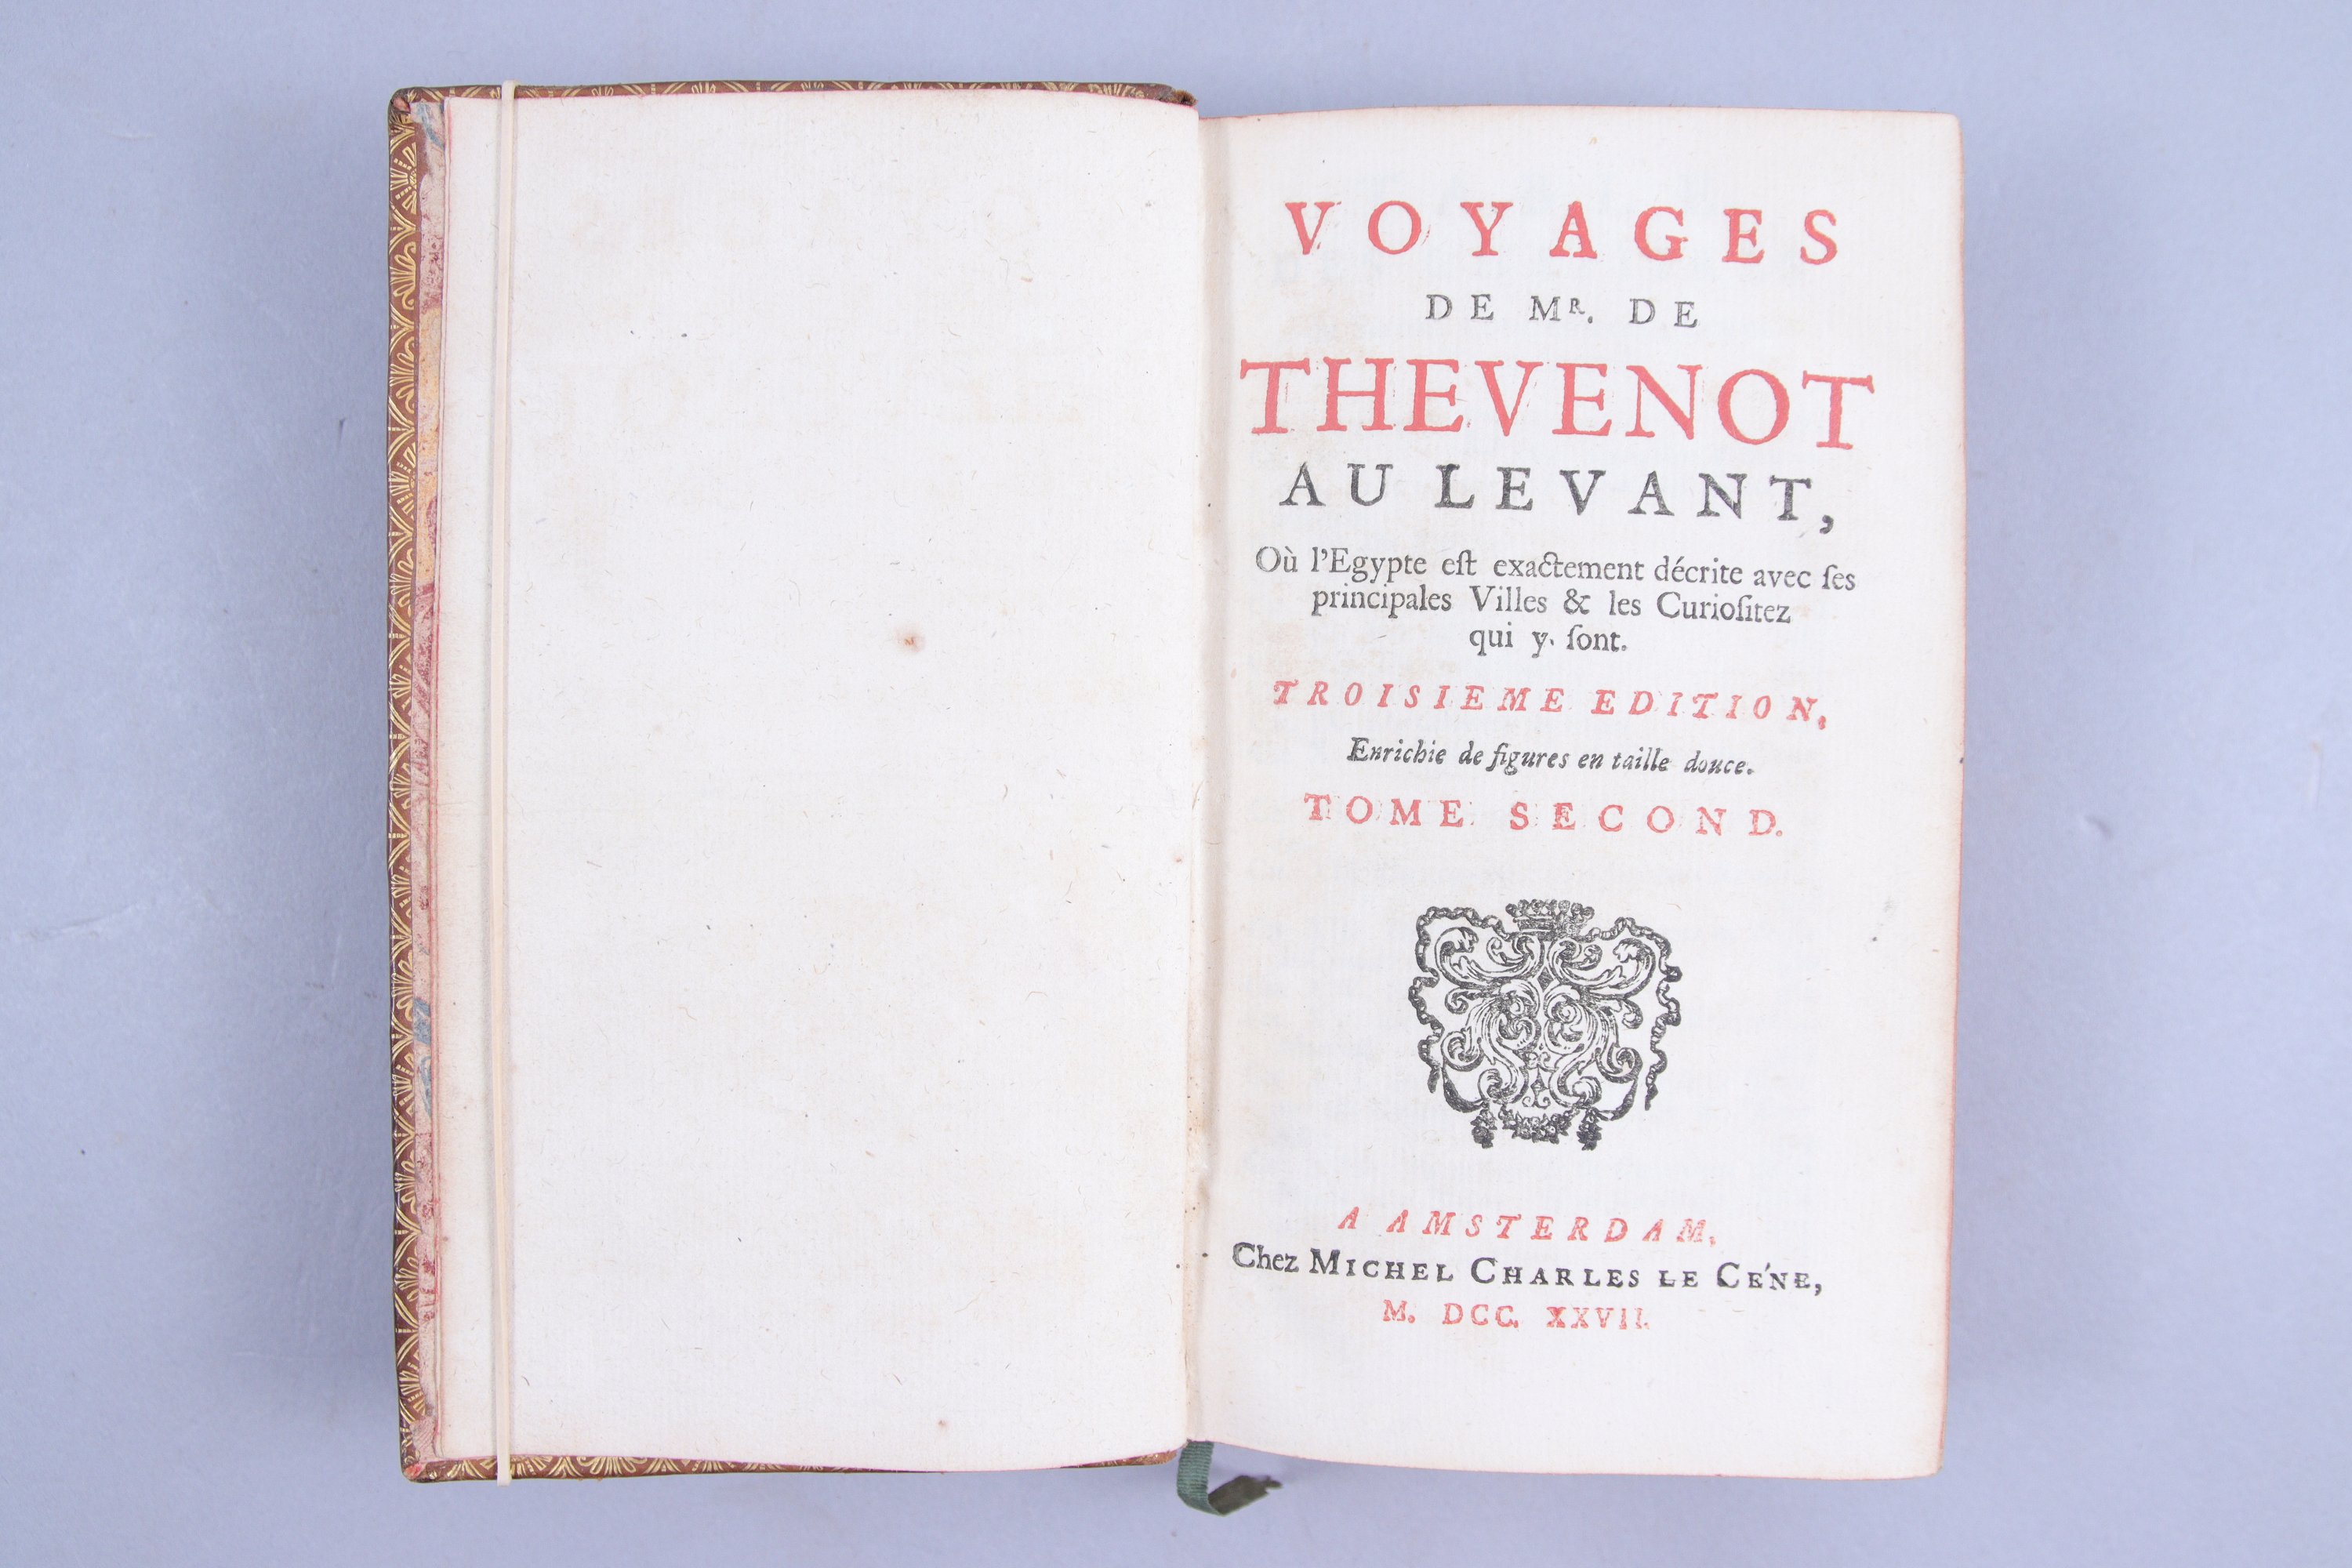 VOYAGES
DE MR. DE
THEVENOT
AU LEVANT,
Où l'Egypte eſt exactement décrite avec ſes
principales Villes & les Curioſitez
qui y ſont.
TROISIEME EDITION,
Enrichie de figures en taille douce.
TOME SECOND.
A AMSTERDAM,
Chez MICHEL CHARLES LE CE'NE,
M. DCC. XXVII.